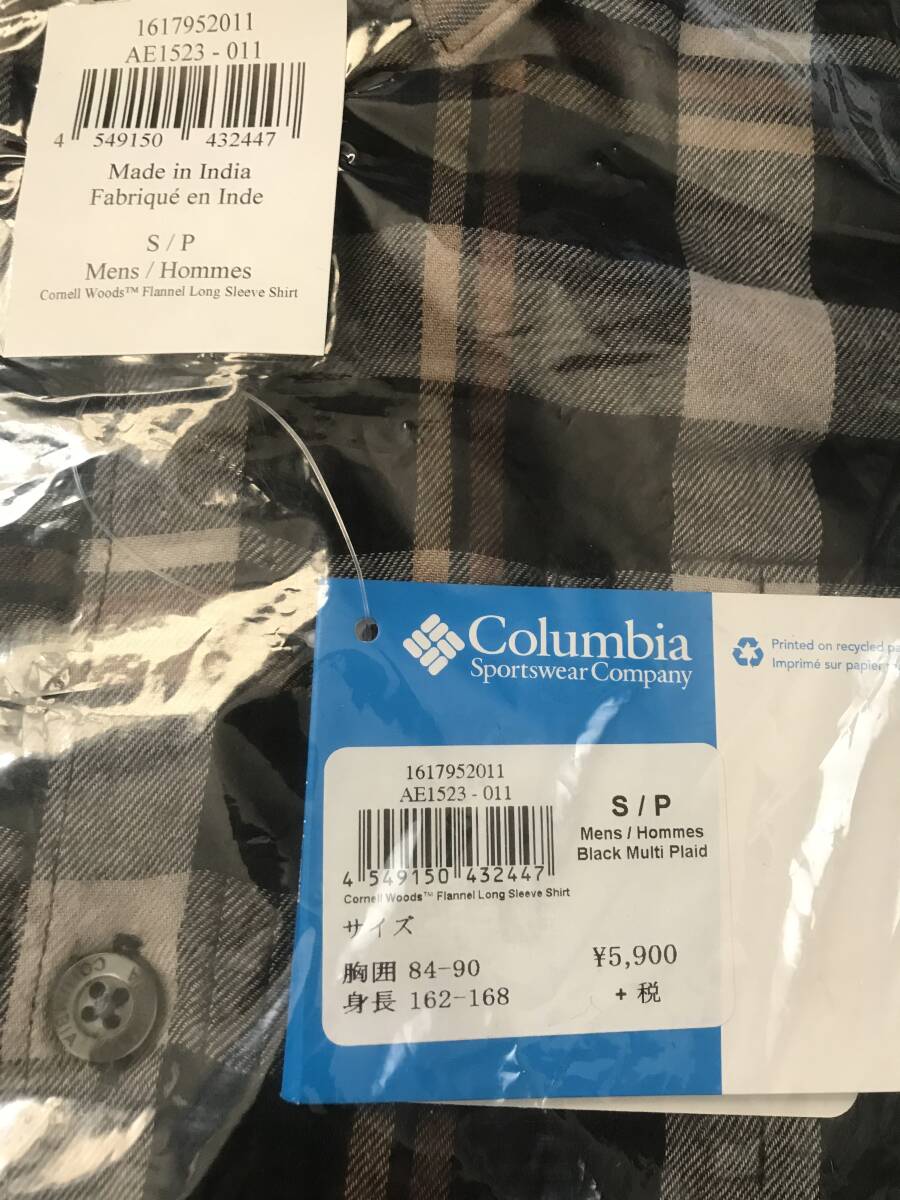 1617952011
AE1523 - 011
4 549150 432447
Made in India
Fabriqué en Inde
S / P
Mens / Hommes
Cornell Woods™ Flannel Long Sleeve Shirt
Columbia
Sportswear Company
Printed on recycled
Imprimé sur papier
1617952011
AE1523 - 011
4 549150 432447
Cornell Woods™ Flannel Long Sleeve Shirt
S / P
Mens / Hommes
Black Multi Plaid
サイズ
胸囲 84-90
身長 162-168
¥5,900
+ 税